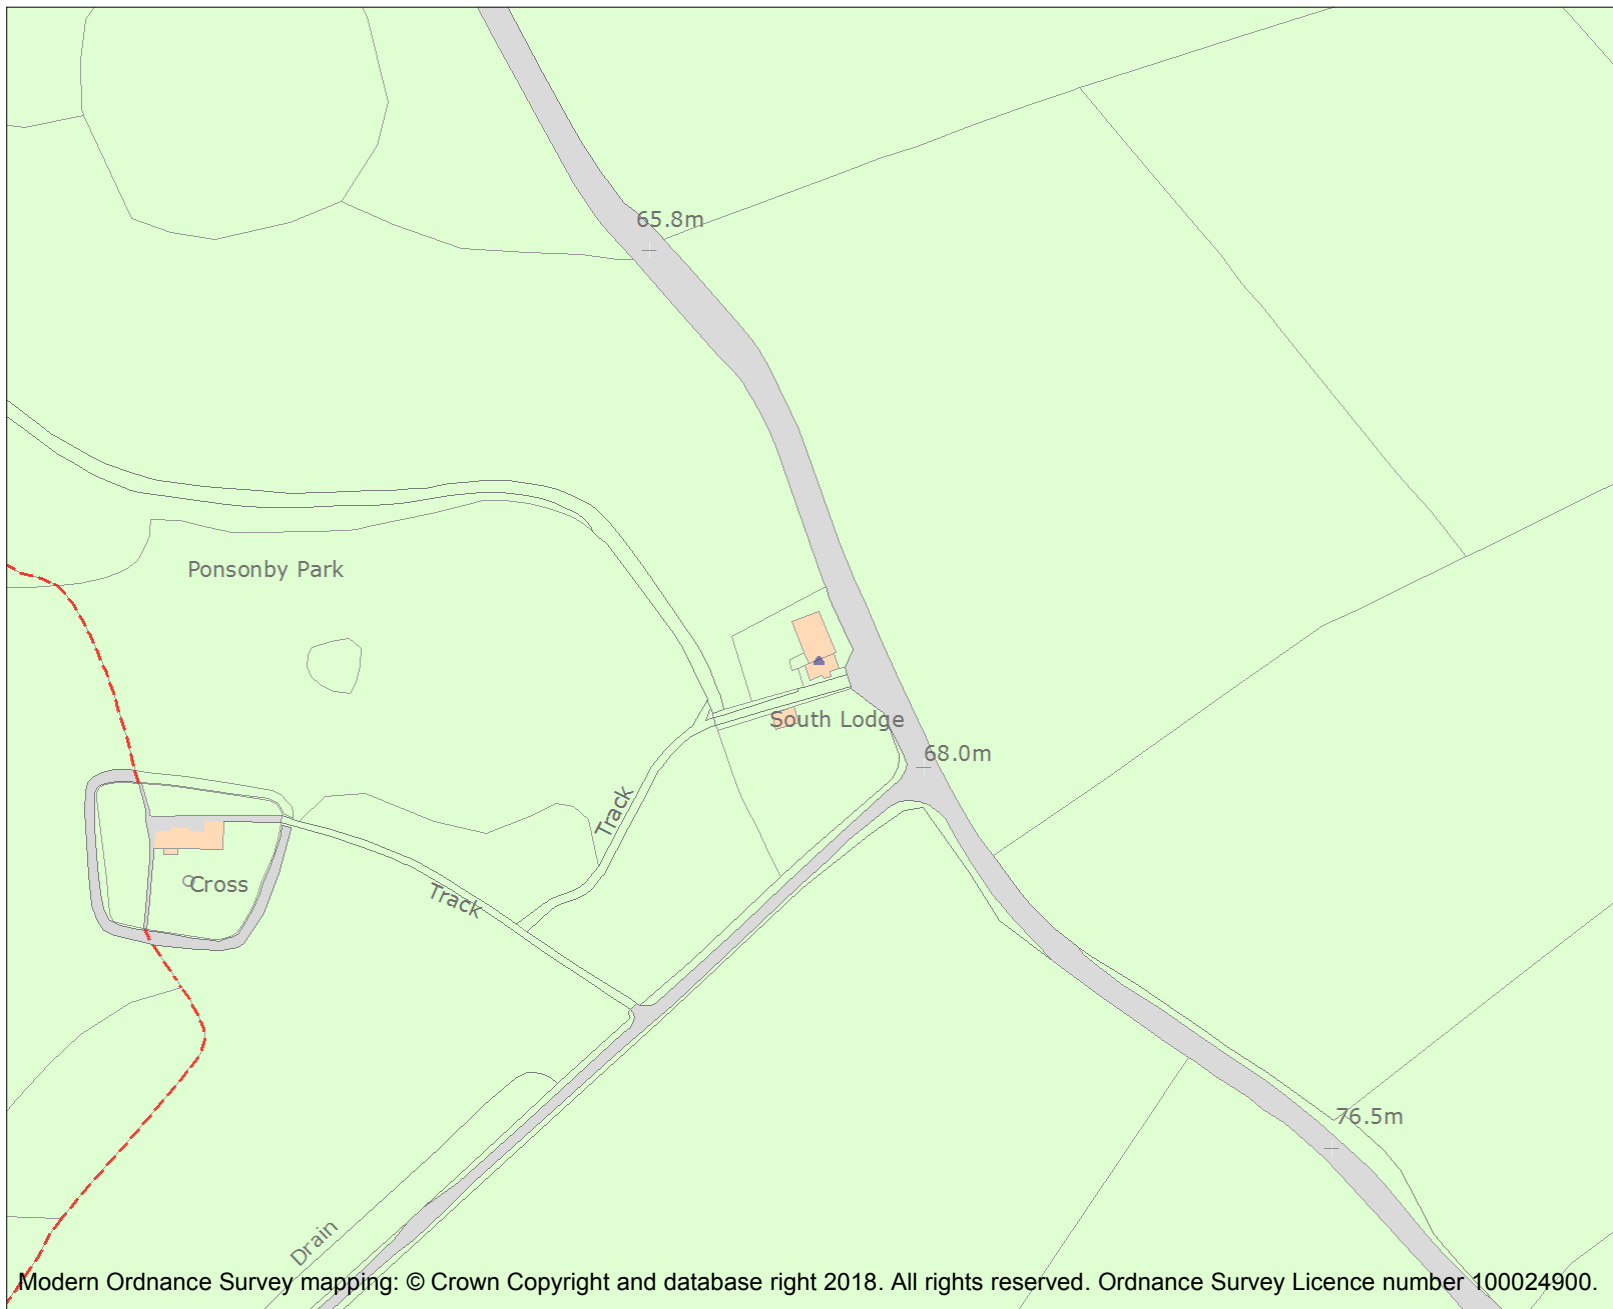 65.8m
Ponsonby Park
South Lodge
68.0m
Track
Cross
Track
76.5m
Drain
Modern Ordnance Survey mapping: © Crown Copyright and database right 2018. All rights reserved. Ordnance Survey Licence number 100024900.